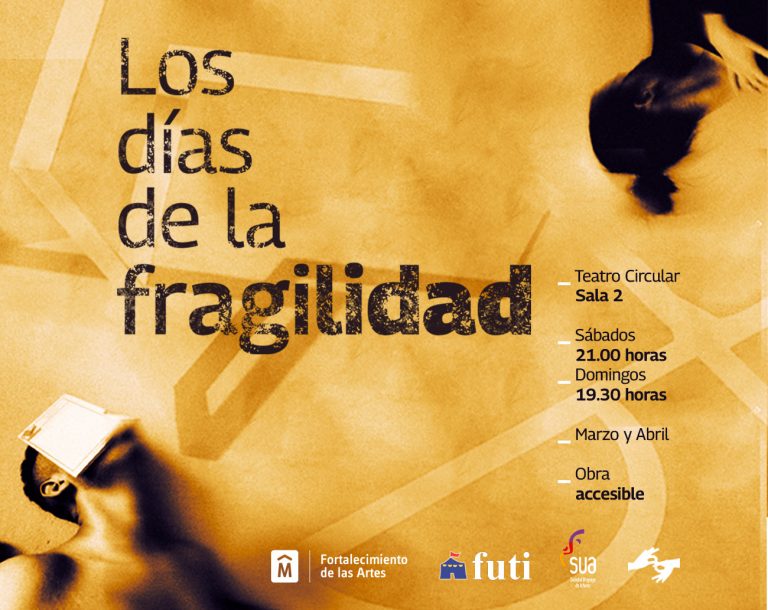 Los
días
de la
fragilidad
Teatro Circular
Sala 2
Sábados
21.00 horas
Domingos
19.30 horas
Marzo y Abril
Obra
accesible
M
Fortalecimiento
de las Artes
futi
sua